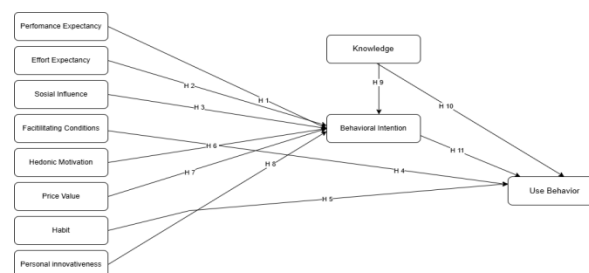 Perfomance Expectancy
Effort Expectancy
Sosial Influence
Facitilitating Conditions
Hedonic Motivation
Price Value
Habit
Personal innovativeness
Knowledge
Behavioral Intention
Use Behavior
H 1
H 2
H 3
H 6
H 7
H 8
H 4
H 5
H 9
H 10
H 11